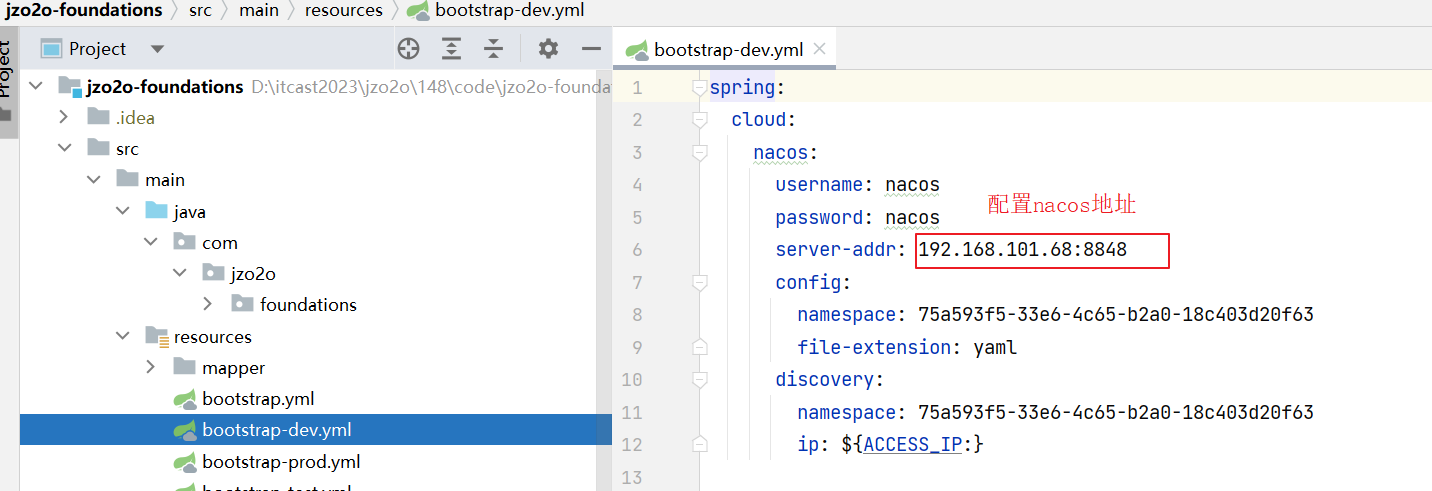 jzo2o-foundations src main resources bootstrap-dev.yml
Project
Project
bootstrap-dev.yml
jzo2o-foundations D:\itcast2023\jzo2o\148\code\jzo2o-founda
.idea
src
main
java
com
jzo2o
foundations
resources
mapper
bootstrap.yml
bootstrap-dev.yml
bootstrap-prod.yml
bootstrap-test.yml
1 spring:
2 cloud:
3 nacos:
4 username: nacos
配置nacos地址
5 password: nacos
6 server-addr: 192.168.101.68:8848
7 config:
8 namespace: 75a593f5-33e6-4c65-b2a0-18c403d20f63
9 file-extension: yaml
10 discovery:
11 namespace: 75a593f5-33e6-4c65-b2a0-18c403d20f63
12 ip: ${ACCESS_IP:}
13